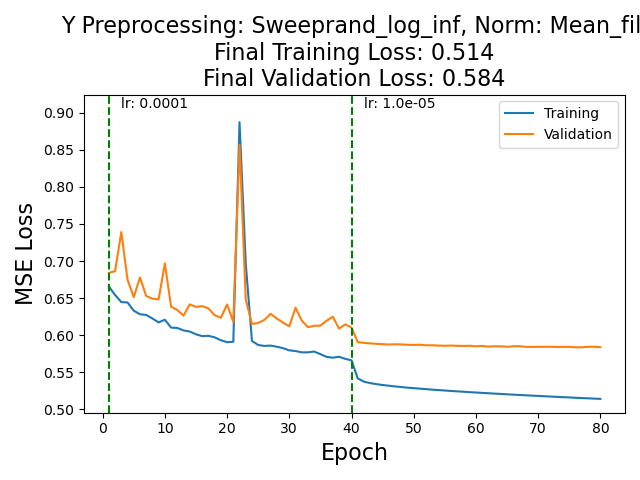 Y Preprocessing: Sweeprand_log_inf, Norm: Mean_fil
Final Training Loss: 0.514
Final Validation Loss: 0.584
lr: 0.0001
lr: 1.0e-05
Training
Validation
MSE Loss
0.90
0.85
0.80
0.75
0.70
0.65
0.60
0.55
0.50
0
10
20
30
40
50
60
70
80
Epoch